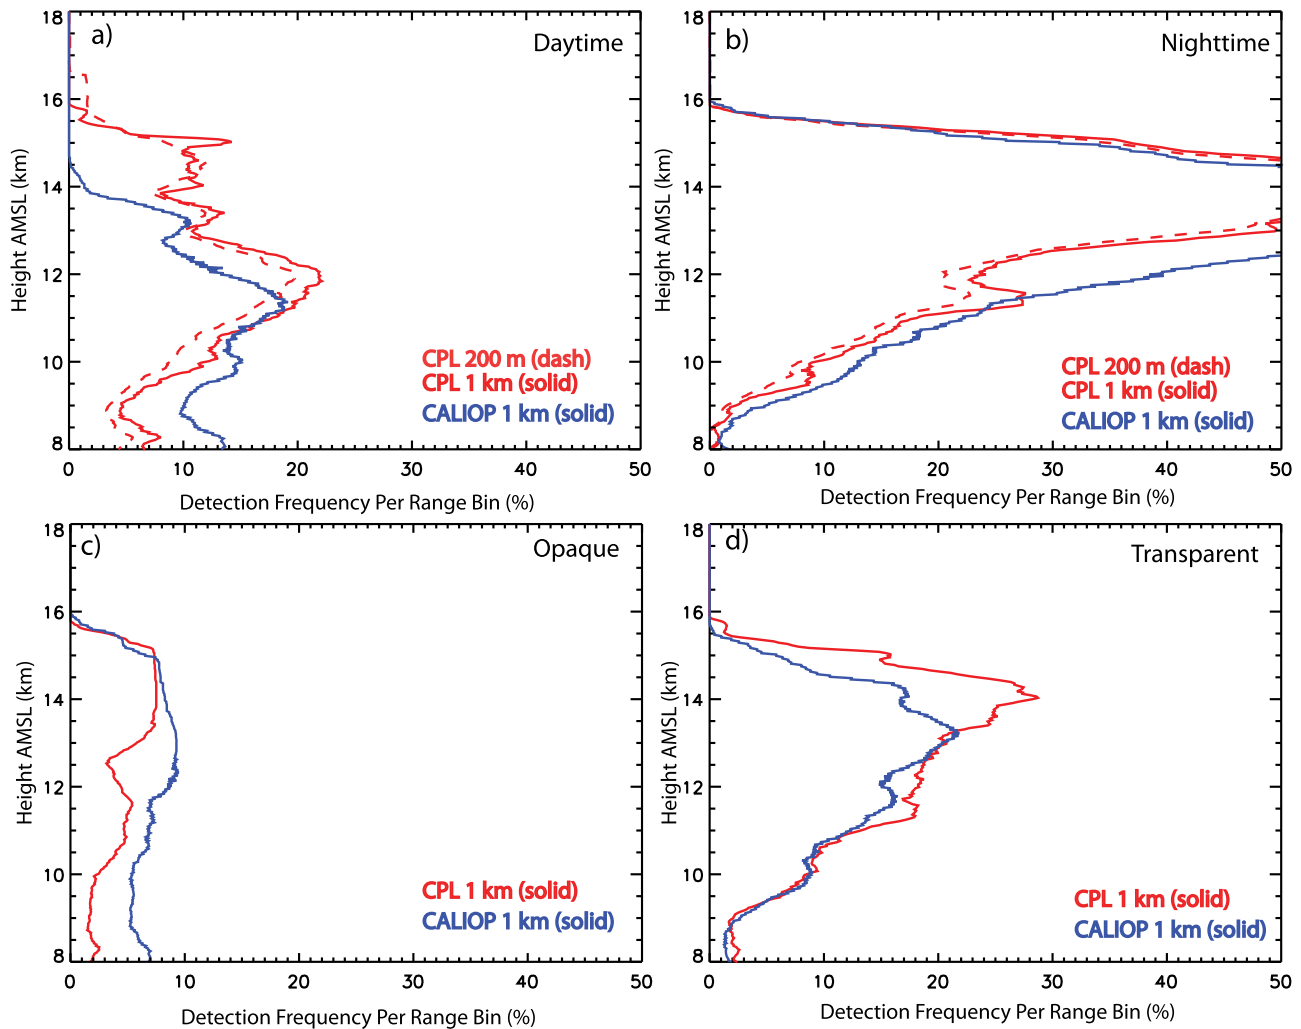 a)
Daytime
18
16
14
12
10
8
Height AMSL (km)
CPL 200 m (dash)
CPL 1 km (solid)
CALIOP 1 km (solid)
0 10 20 30 40 50
Detection Frequency Per Range Bin (%)
b)
Nighttime
18
16
14
12
10
8
Height AMSL (km)
CPL 200 m (dash)
CPL 1 km (solid)
CALIOP 1 km (solid)
0 10 20 30 40 50
Detection Frequency Per Range Bin (%)
c)
Opaque
18
16
14
12
10
8
Height AMSL (km)
CPL 1 km (solid)
CALIOP 1 km (solid)
0 10 20 30 40 50
Detection Frequency Per Range Bin (%)
d)
Transparent
18
16
14
12
10
8
Height AMSL (km)
CPL 1 km (solid)
CALIOP 1 km (solid)
0 10 20 30 40 50
Detection Frequency Per Range Bin (%)